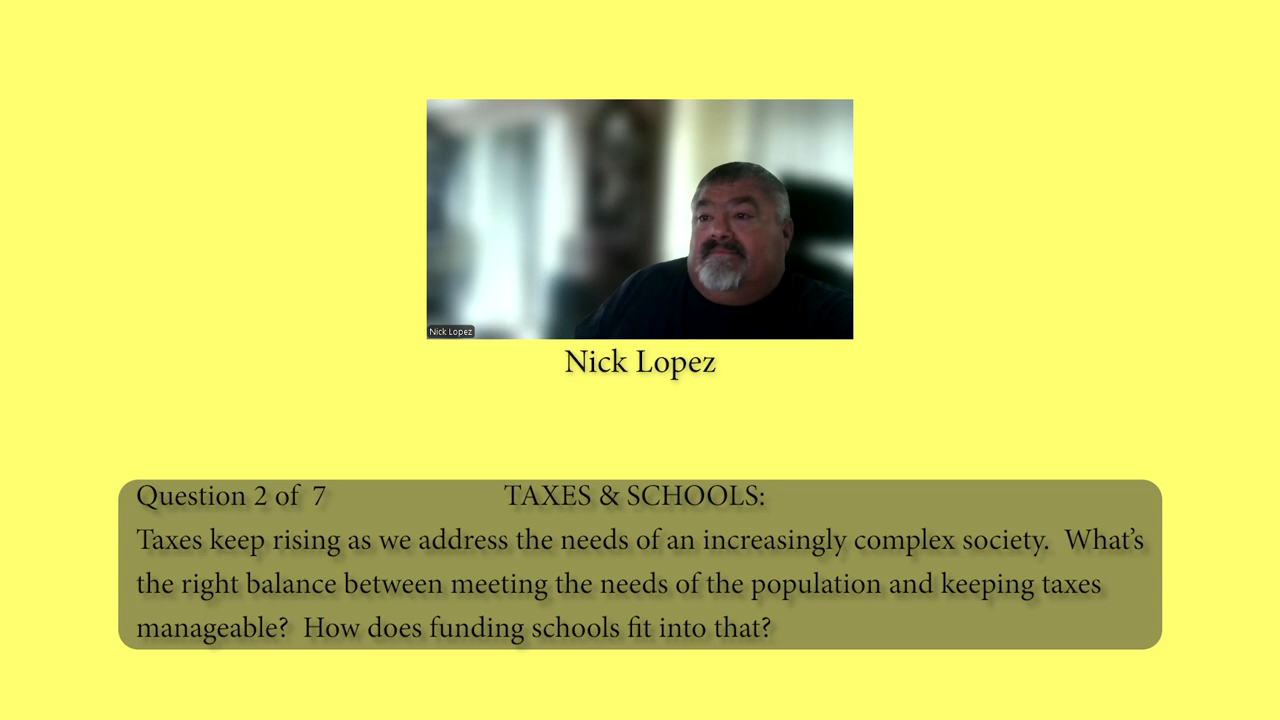 Nick Lopez
Nick Lopez
Question 2 of 7 TAXES & SCHOOLS:
Taxes keep rising as we address the needs of an increasingly complex society. What’s
the right balance between meeting the needs of the population and keeping taxes
manageable? How does funding schools fit into that?